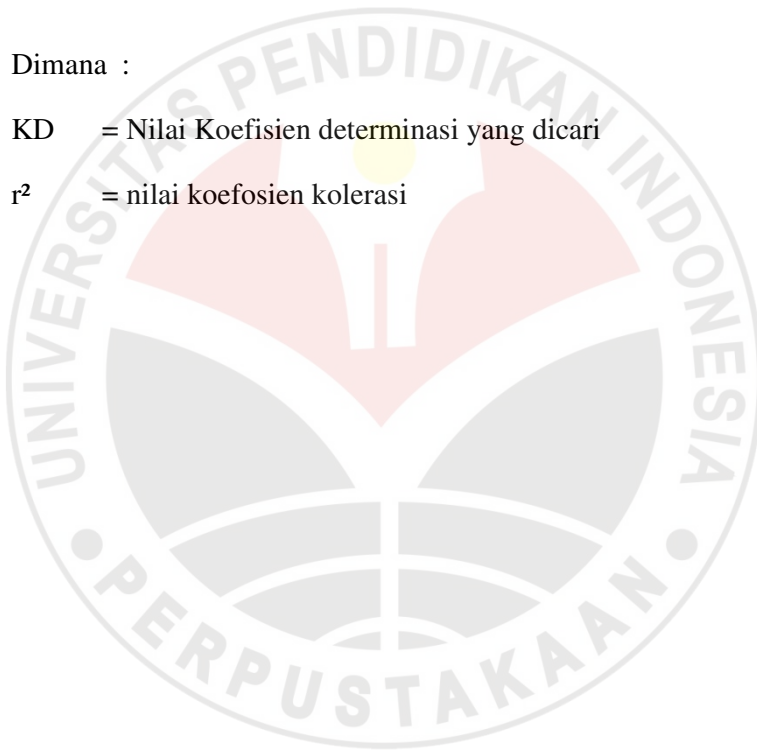 Dimana :
KD = Nilai Koefisien determinasi yang dicari
r² = nilai koefosien kolerasi
UNIVERSITAS PENDIDIKAN INDONESIA
PERPUSTAKAAN